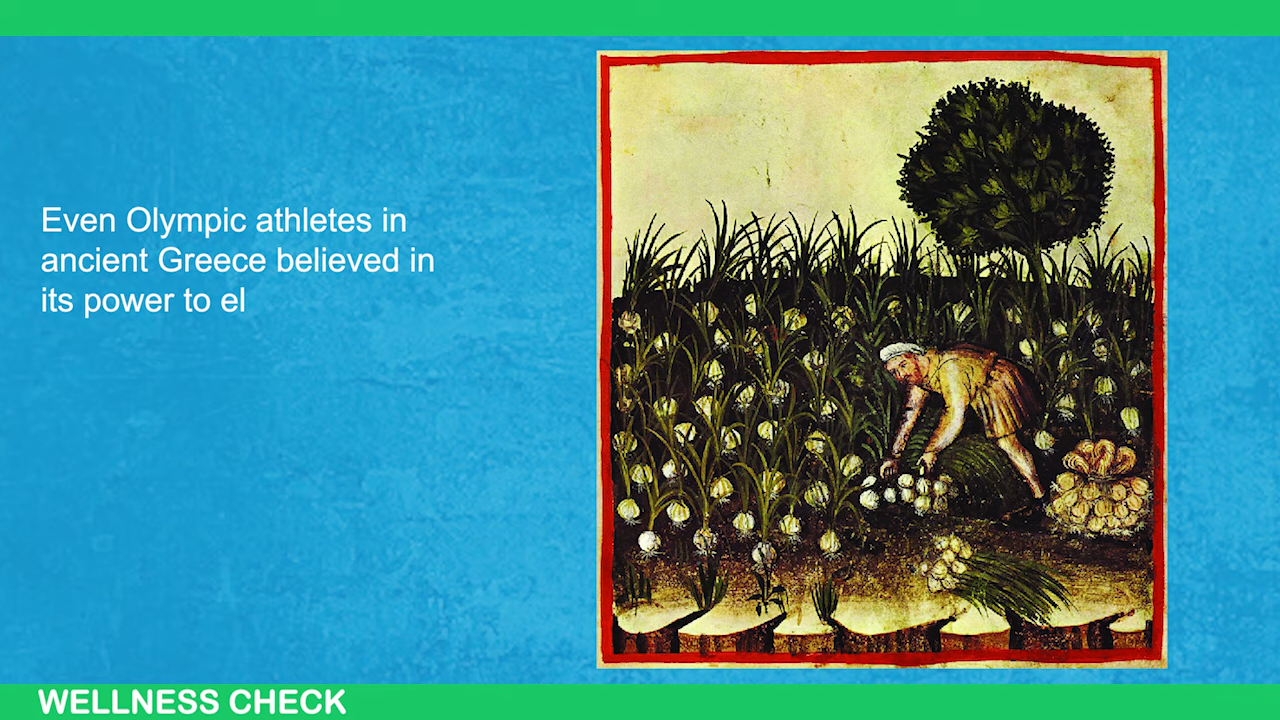 Even Olympic athletes in
ancient Greece believed in
its power to el
WELLNESS CHECK